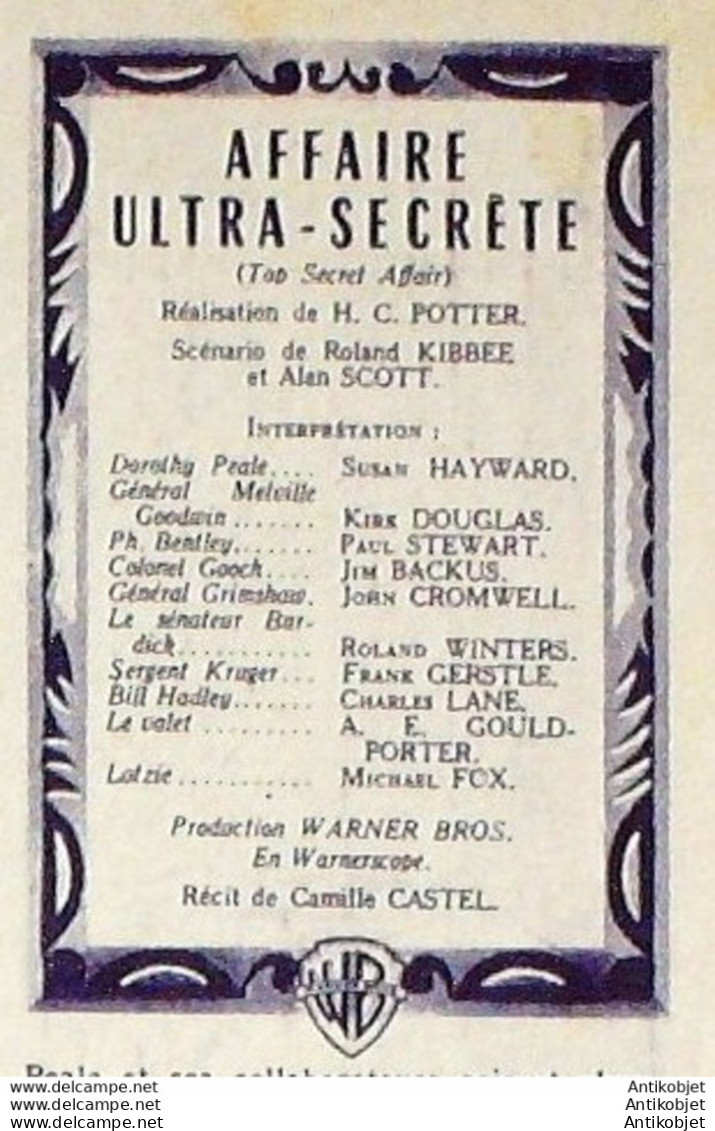 AFFAIRE
ULTRA-SECRÈTE
(Top Secret Affair)
Réalisation de H. C. POTTER.
Scénario de Roland KIBBEE
et Alan SCOTT.
INTERPRÉTATION :
Dorothy Peale.... SUSAN HAYWARD.
Général Melville
Goodwin....... KIRK DOUGLAS.
Ph. Bentley....... PAUL STEWART.
Colonel Gooch.... JIM BACKUS.
Général Grimshaw. JOHN CROMWELL.
Le sénateur Bur-
dick........... ROLAND WINTERS.
Sergent Kruger... FRANK GERSTLE.
Bill Hadley....... CHARLES LANE.
Le valet ......... A. E. GOULD-
PORTER.
Lotzie........... MICHAEL FOX.
Production WARNER BROS.
En Warnerscope.
Récit de Camille CASTEL.
WB
Peale et ses collaborateurs
www.delcampe.net Antikobjet
www.delcampe.net Antikobjet
www.delcampe.net Antikobjet